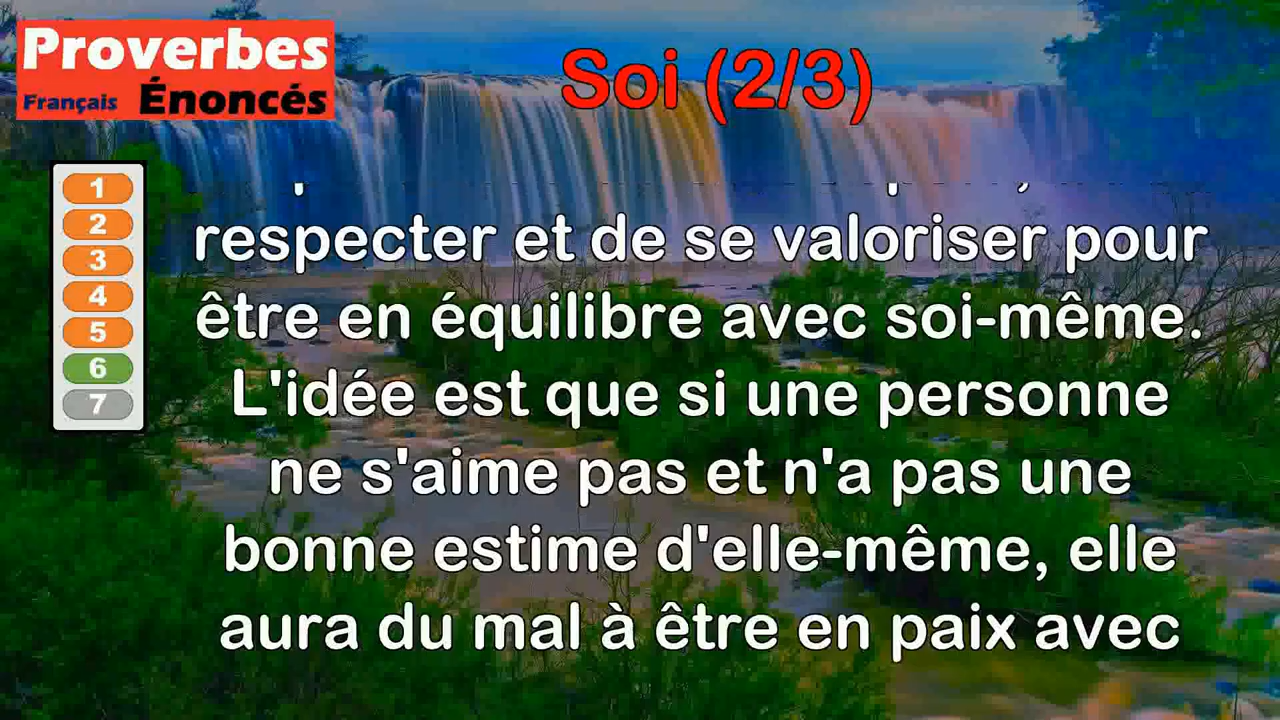 Proverbes
Français Énoncés
Soi (2/3)
1
2
3
4
5
6
7
respecter et de se valoriser pour
être en équilibre avec soi-même.
L'idée est que si une personne
ne s'aime pas et n'a pas une
bonne estime d'elle-même, elle
aura du mal à être en paix avec